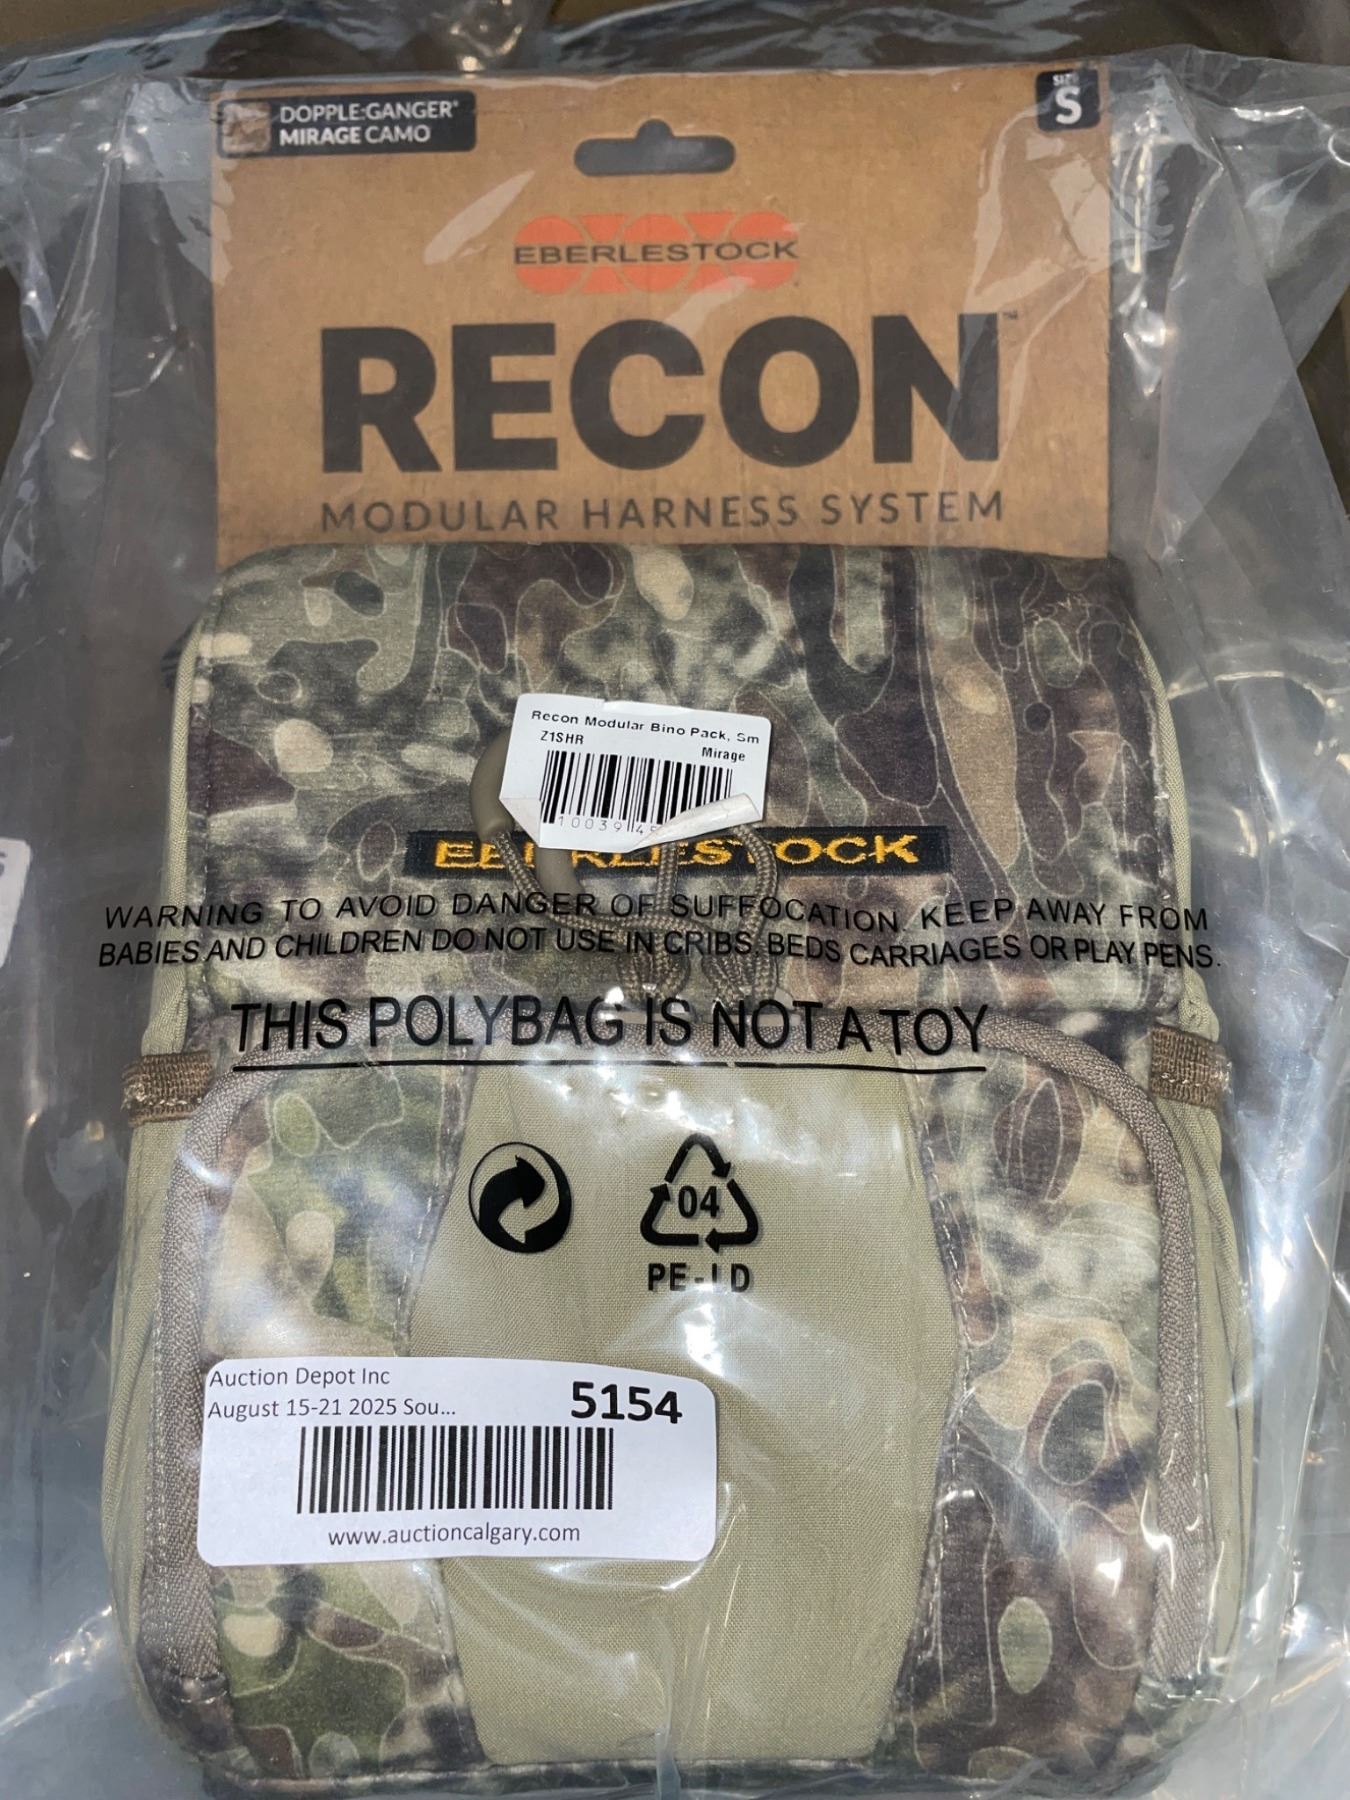 DOPPLE:GANGER®
MIRAGE CAMO
SIZE
S
EBERLESTOCK
RECON™
MODULAR HARNESS SYSTEM
Recon Modular Bino Pack, Sm
Z1SHR
Mirage
10039
EBERLESTOCK
WARNING TO AVOID DANGER OF SUFFOCATION. KEEP AWAY FROM
BABIES AND CHILDREN DO NOT USE IN CRIBS, BEDS CARRIAGES OR PLAY PENS.
THIS POLYBAG IS NOT A TOY
04
PE-LD
Auction Depot Inc
August 15-21 2025 Sou...
5154
www.auctioncalgary.com